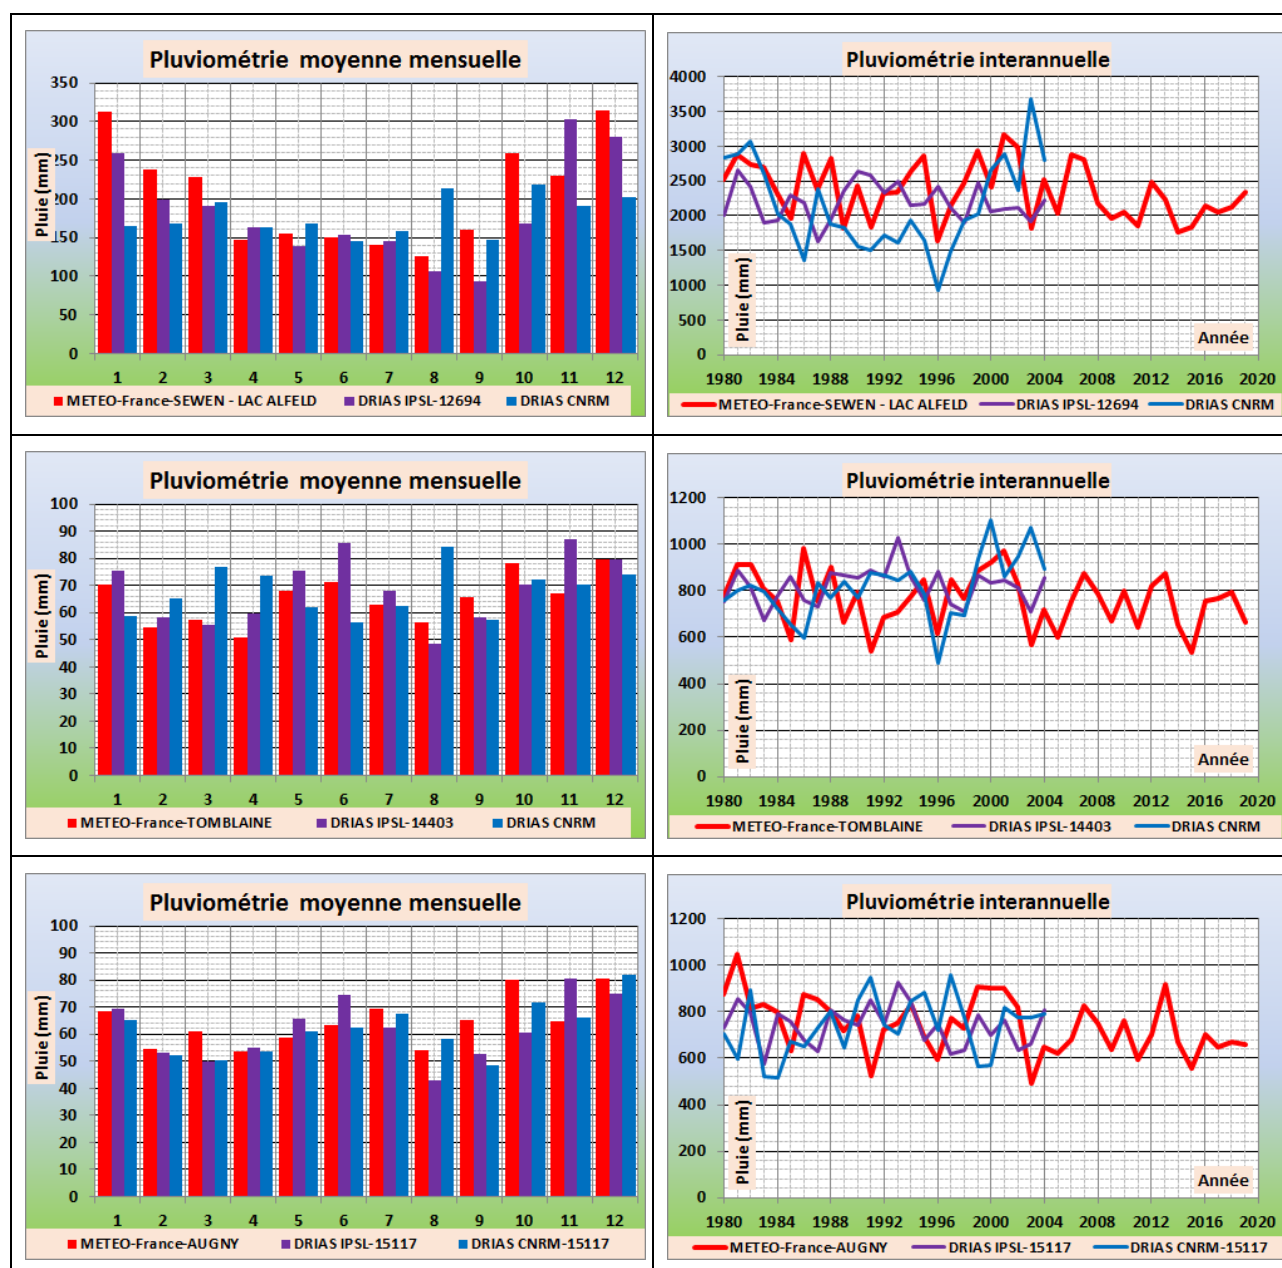 Pluviométrie moyenne mensuelle
350
300
250
200
150
100
50
0
Pluie (mm)
1 2 3 4 5 6 7 8 9 10 11 12
METEO-France-SEWEN - LAC ALFELD DRIAS IPSL-12694 DRIAS CNRM
Pluviométrie interannuelle
4000
3500
3000
2500
2000
1500
1000
500
0
Pluie (mm)
Année
1980 1984 1988 1992 1996 2000 2004 2008 2012 2016 2020
METEO-France-SEWEN - LAC ALFELD DRIAS IPSL-12694 DRIAS CNRM
Pluviométrie moyenne mensuelle
100
90
80
70
60
50
40
30
20
10
0
Pluie (mm)
1 2 3 4 5 6 7 8 9 10 11 12
METEO-France-TOMBLAINE DRIAS IPSL-14403 DRIAS CNRM
Pluviométrie interannuelle
1200
1000
800
600
400
200
0
Pluie (mm)
Année
1980 1984 1988 1992 1996 2000 2004 2008 2012 2016 2020
METEO-France-TOMBLAINE DRIAS IPSL-14403 DRIAS CNRM
Pluviométrie moyenne mensuelle
100
90
80
70
60
50
40
30
20
10
0
Pluie (mm)
1 2 3 4 5 6 7 8 9 10 11 12
METEO-France-AUGNY DRIAS IPSL-15117 DRIAS CNRM-15117
Pluviométrie interannuelle
1200
1000
800
600
400
200
0
Pluie (mm)
Année
1980 1984 1988 1992 1996 2000 2004 2008 2012 2016 2020
METEO-France-AUGNY DRIAS IPSL-15117 DRIAS CNRM-15117